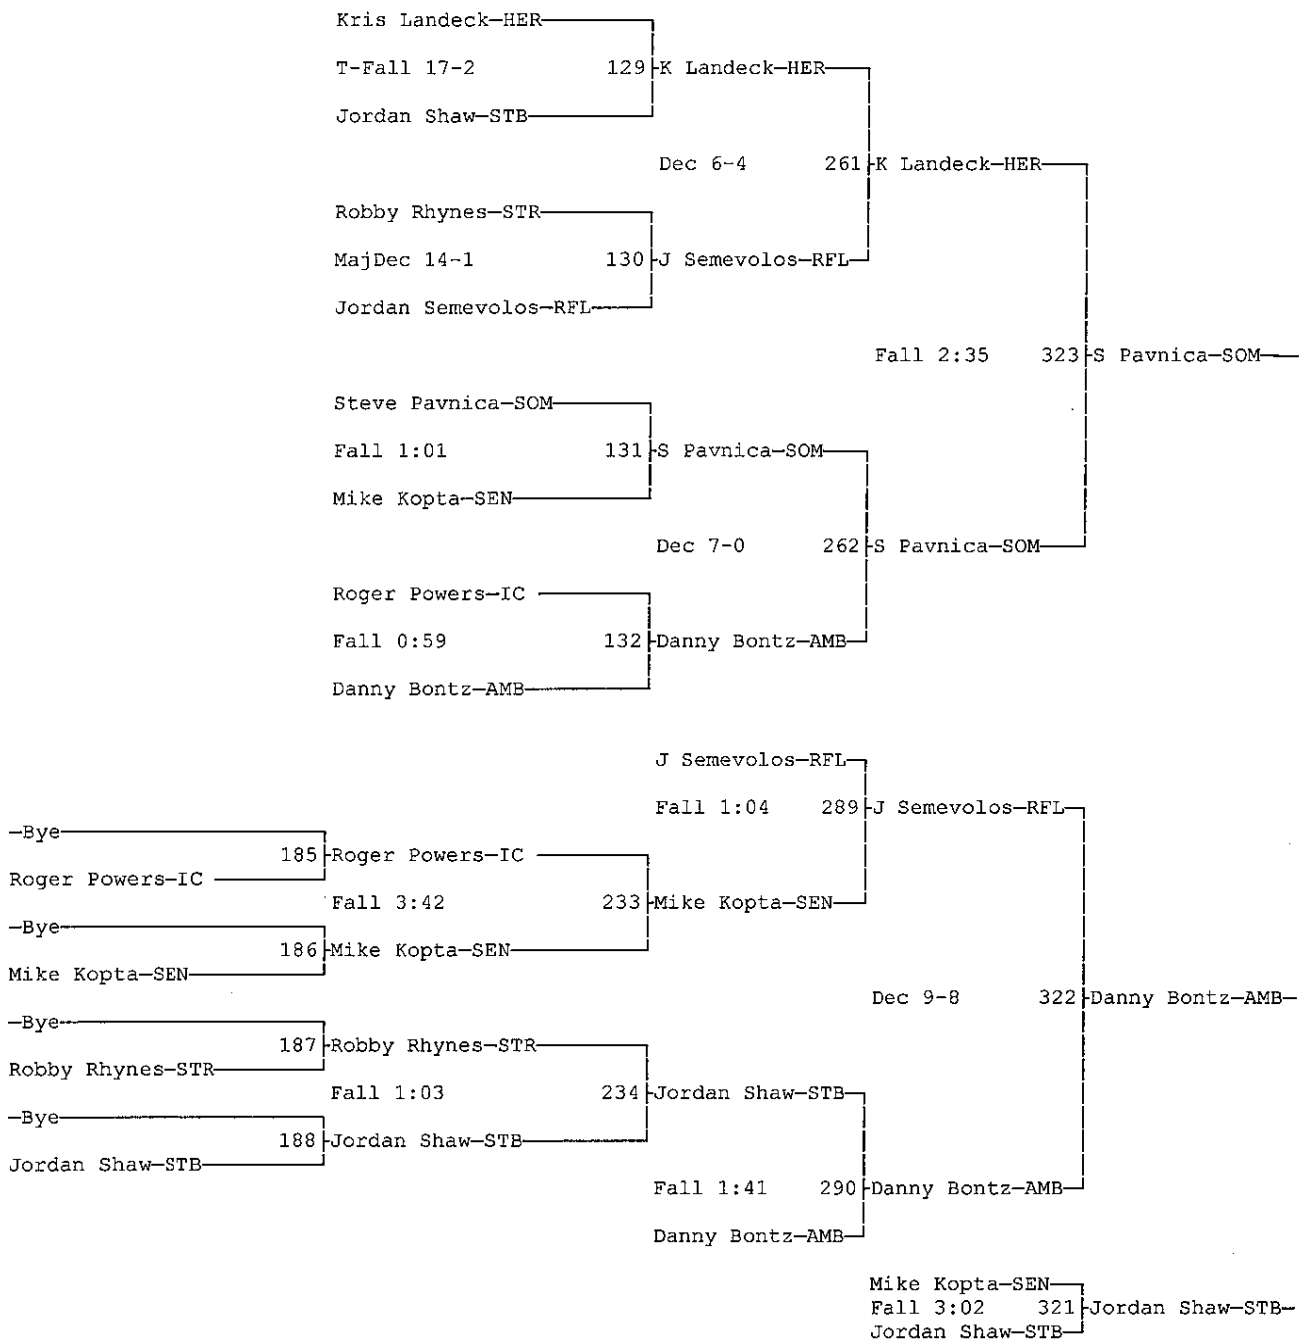 Kris Landeck-HER
T-Fall 17-2 129 K Landeck-HER
Jordan Shaw-STB
Dec 6-4 261 K Landeck-HER
Robby Rhynes-STR
MajDec 14-1 130 J Semevolos-RFL
Jordan Semevolos-RFL
Fall 2:35 323 S Pavnica-SOM
Steve Pavnica-SOM
Fall 1:01 131 S Pavnica-SOM
Mike Kopta-SEN
Dec 7-0 262 S Pavnica-SOM
Roger Powers-IC
Fall 0:59 132 Danny Bontz-AMB
Danny Bontz-AMB
J Semevolos-RFL
Fall 1:04 289 J Semevolos-RFL
-Bye
185 Roger Powers-IC
Roger Powers-IC
Fall 3:42 233 Mike Kopta-SEN
-Bye
186 Mike Kopta-SEN
Mike Kopta-SEN
Dec 9-8 322 Danny Bontz-AMB
-Bye
187 Robby Rhynes-STR
Robby Rhynes-STR
Fall 1:03 234 Jordan Shaw-STB
-Bye
188 Jordan Shaw-STB
Jordan Shaw-STB
Fall 1:41 290 Danny Bontz-AMB
Danny Bontz-AMB
Mike Kopta-SEN
Fall 3:02 321 Jordan Shaw-STB
Jordan Shaw-STB